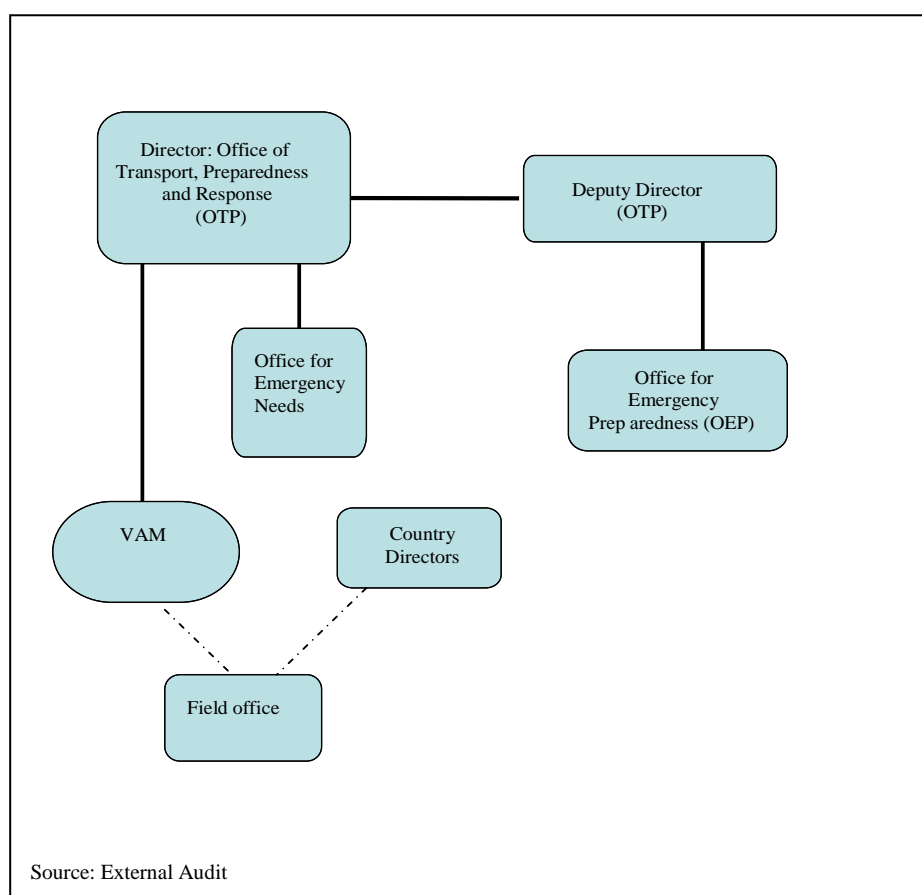 Director: Office of
Transport, Preparedness
and Response
(OTP)
Deputy Director
(OTP)
Office for
Emergency
Needs
Office for
Emergency
Prep aredness (OEP)
VAM
Country
Directors
Field office
Source: External Audit